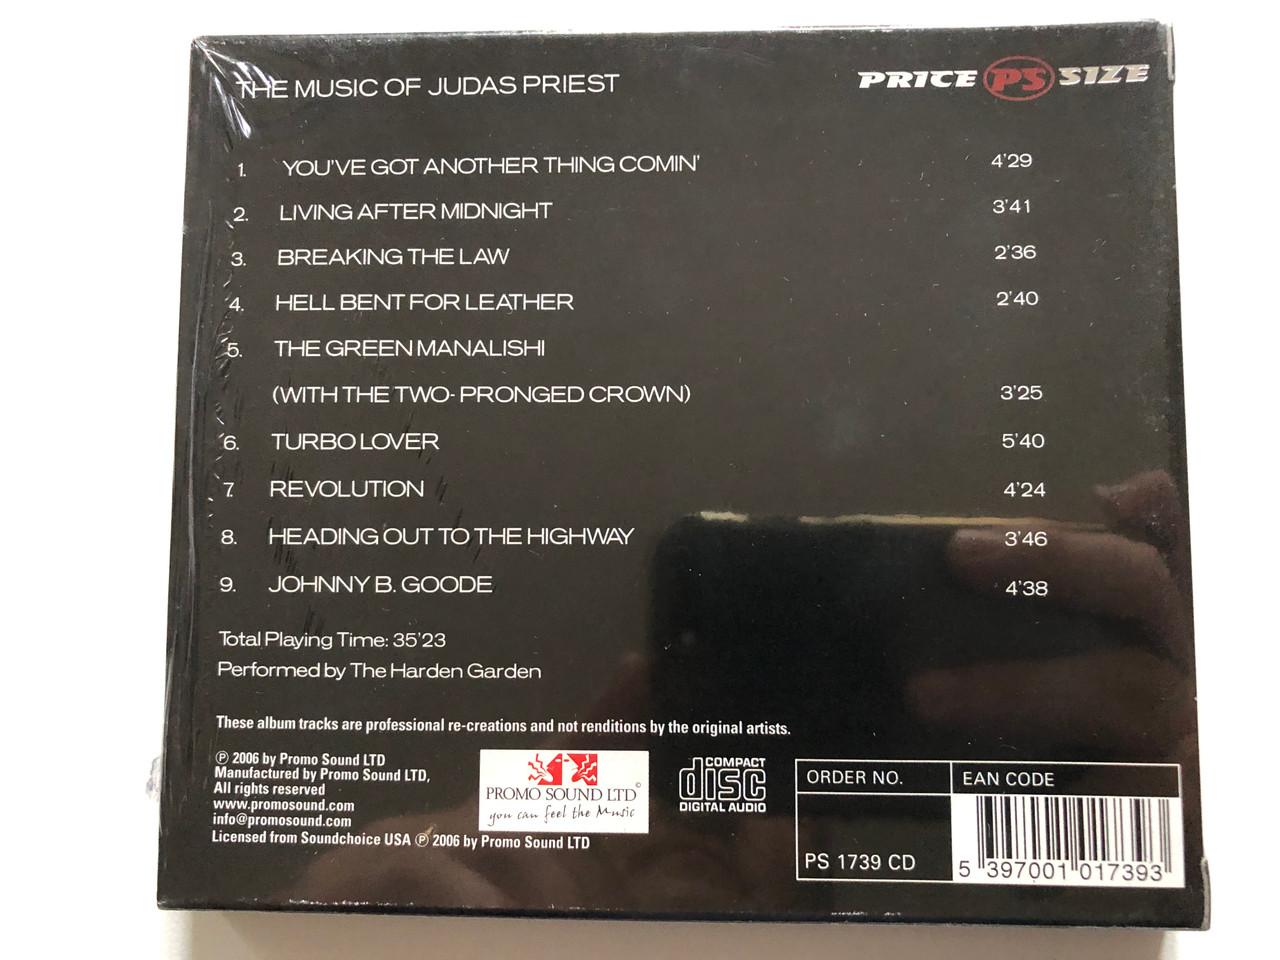 THE MUSIC OF JUDAS PRIEST
PRICE PS SIZE
1. YOU'VE GOT ANOTHER THING COMIN' 4'29
2. LIVING AFTER MIDNIGHT 3'41
3. BREAKING THE LAW 2'36
4. HELL BENT FOR LEATHER 2'40
5. THE GREEN MANALISHI
(WITH THE TWO-PRONGED CROWN) 3'25
6. TURBO LOVER 5'40
7. REVOLUTION 4'24
8. HEADING OUT TO THE HIGHWAY 3'46
9. JOHNNY B. GOODE 4'38
Total Playing Time: 35'23
Performed by The Harden Garden
These album tracks are professional re-creations and not renditions by the original artists.
℗ 2006 by Promo Sound LTD
Manufactured by Promo Sound LTD,
All rights reserved
www.promosound.com
info@promosound.com
Licensed from Soundchoice USA ℗ 2006 by Promo Sound LTD
PROMO SOUND LTD©
you can feel the Music
COMPACT
disc
DIGITAL AUDIO
ORDER NO. EAN CODE
PS 1739 CD
5 397001 017393